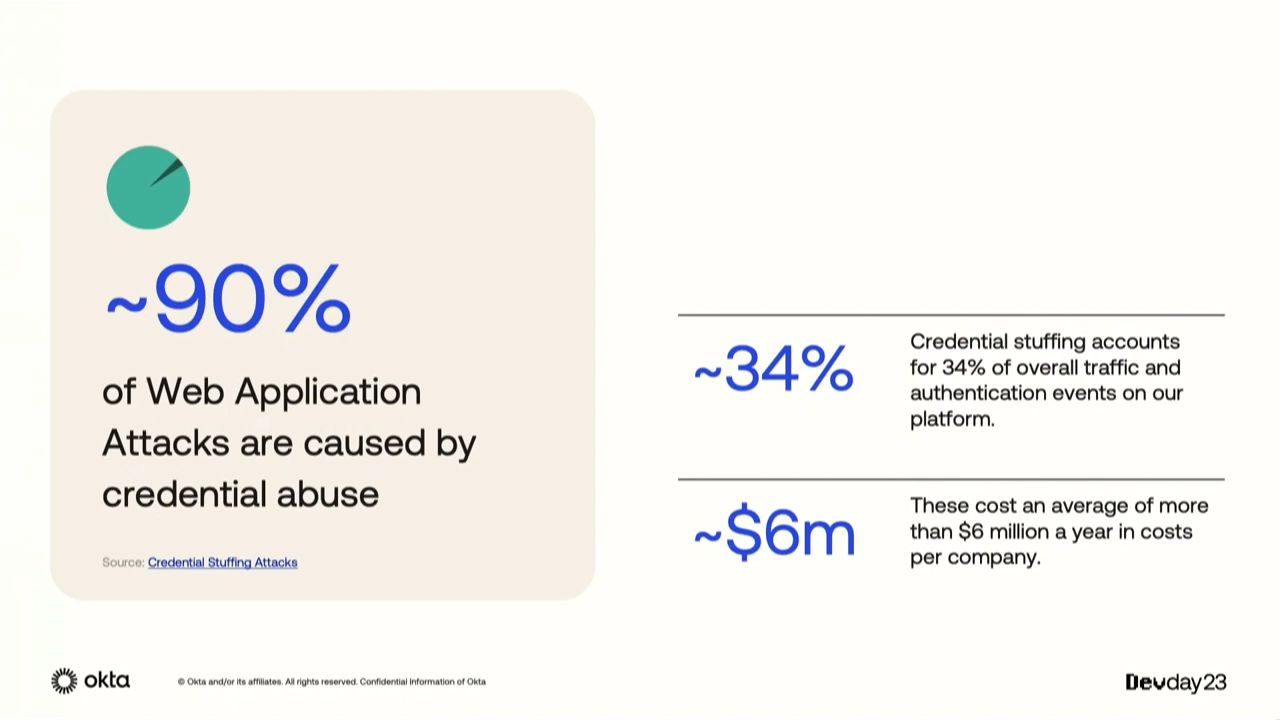 ~90%
of Web Application
Attacks are caused by
credential abuse
Source: Credential Stuffing Attacks
~34%
Credential stuffing accounts
for 34% of overall traffic and
authentication events on our
platform.
~$6m
These cost an average of more
than $6 million a year in costs
per company.
okta
© Okta and/or its affiliates. All rights reserved. Confidential Information of Okta
Devday23